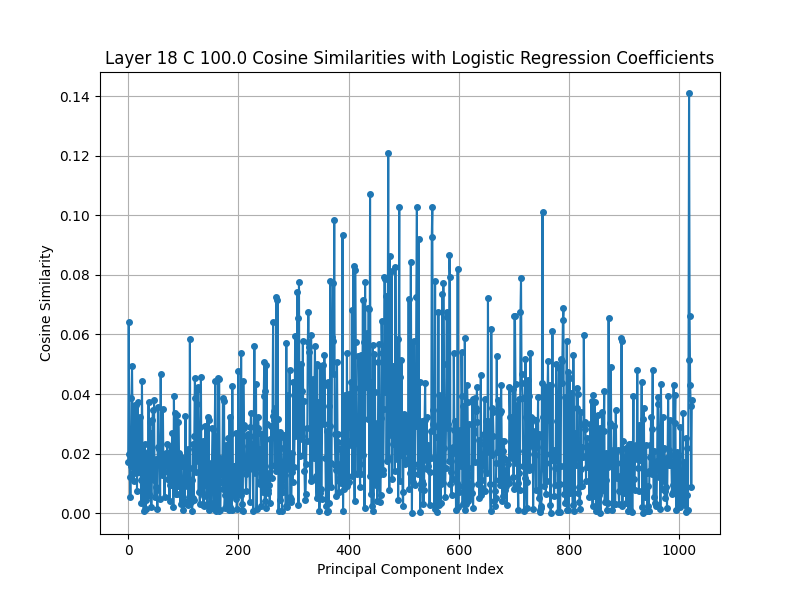 Layer 18 C 100.0 Cosine Similarities with Logistic Regression Coefficients
0.14
0.12
0.10
0.08
0.06
0.04
0.02
0.00
Cosine Similarity
0 200 400 600 800 1000
Principal Component Index